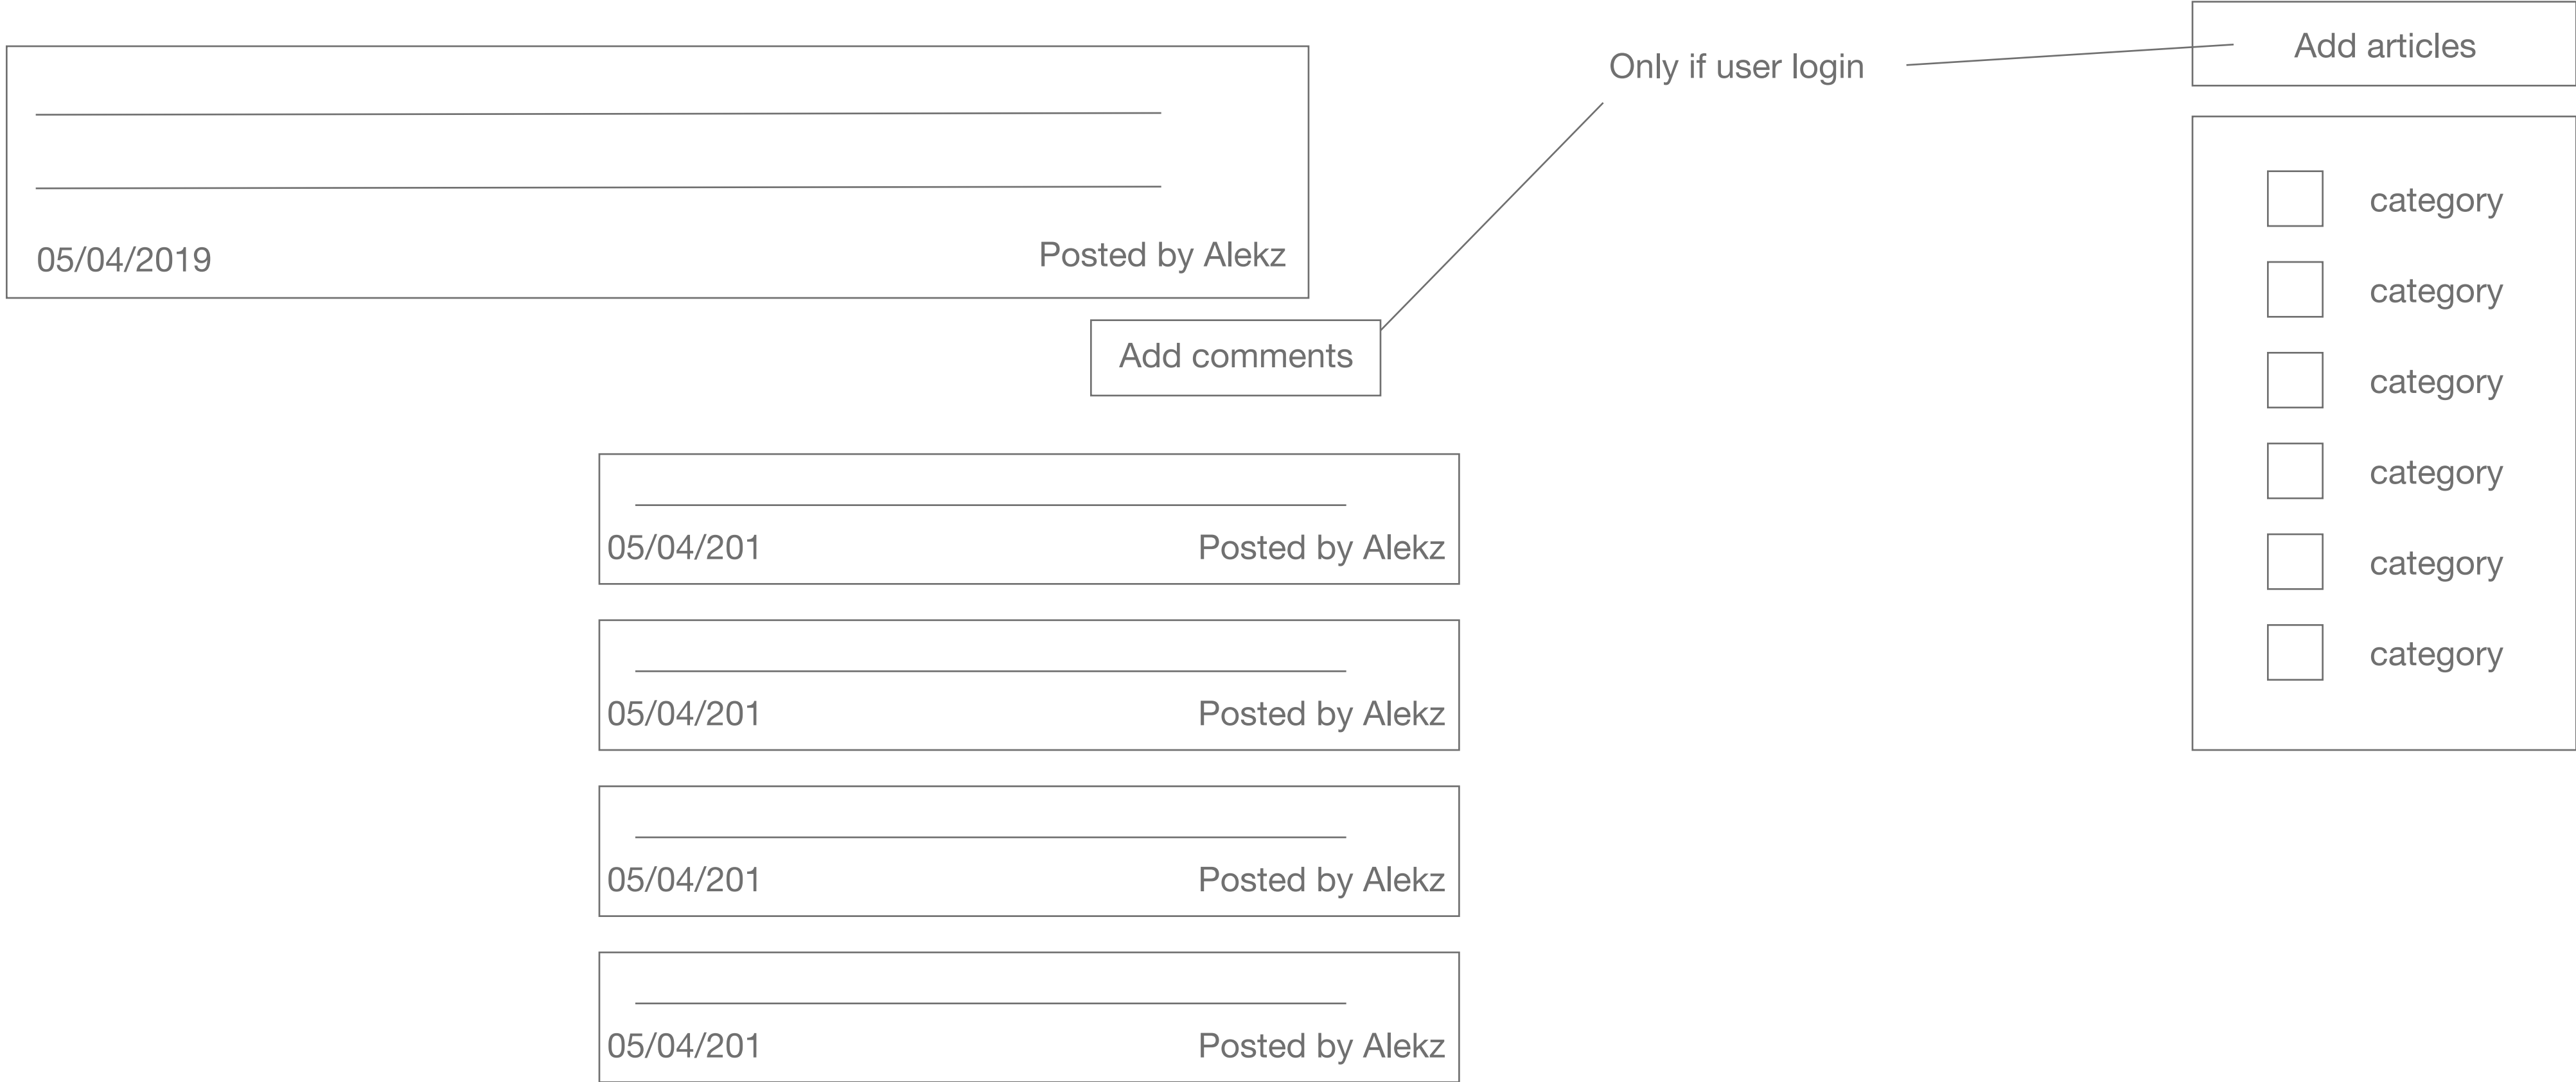 Add articles
Only if user login
05/04/2019
Posted by Alekz
Add comments
05/04/201
Posted by Alekz
05/04/201
Posted by Alekz
05/04/201
Posted by Alekz
05/04/201
Posted by Alekz
category
category
category
category
category
category